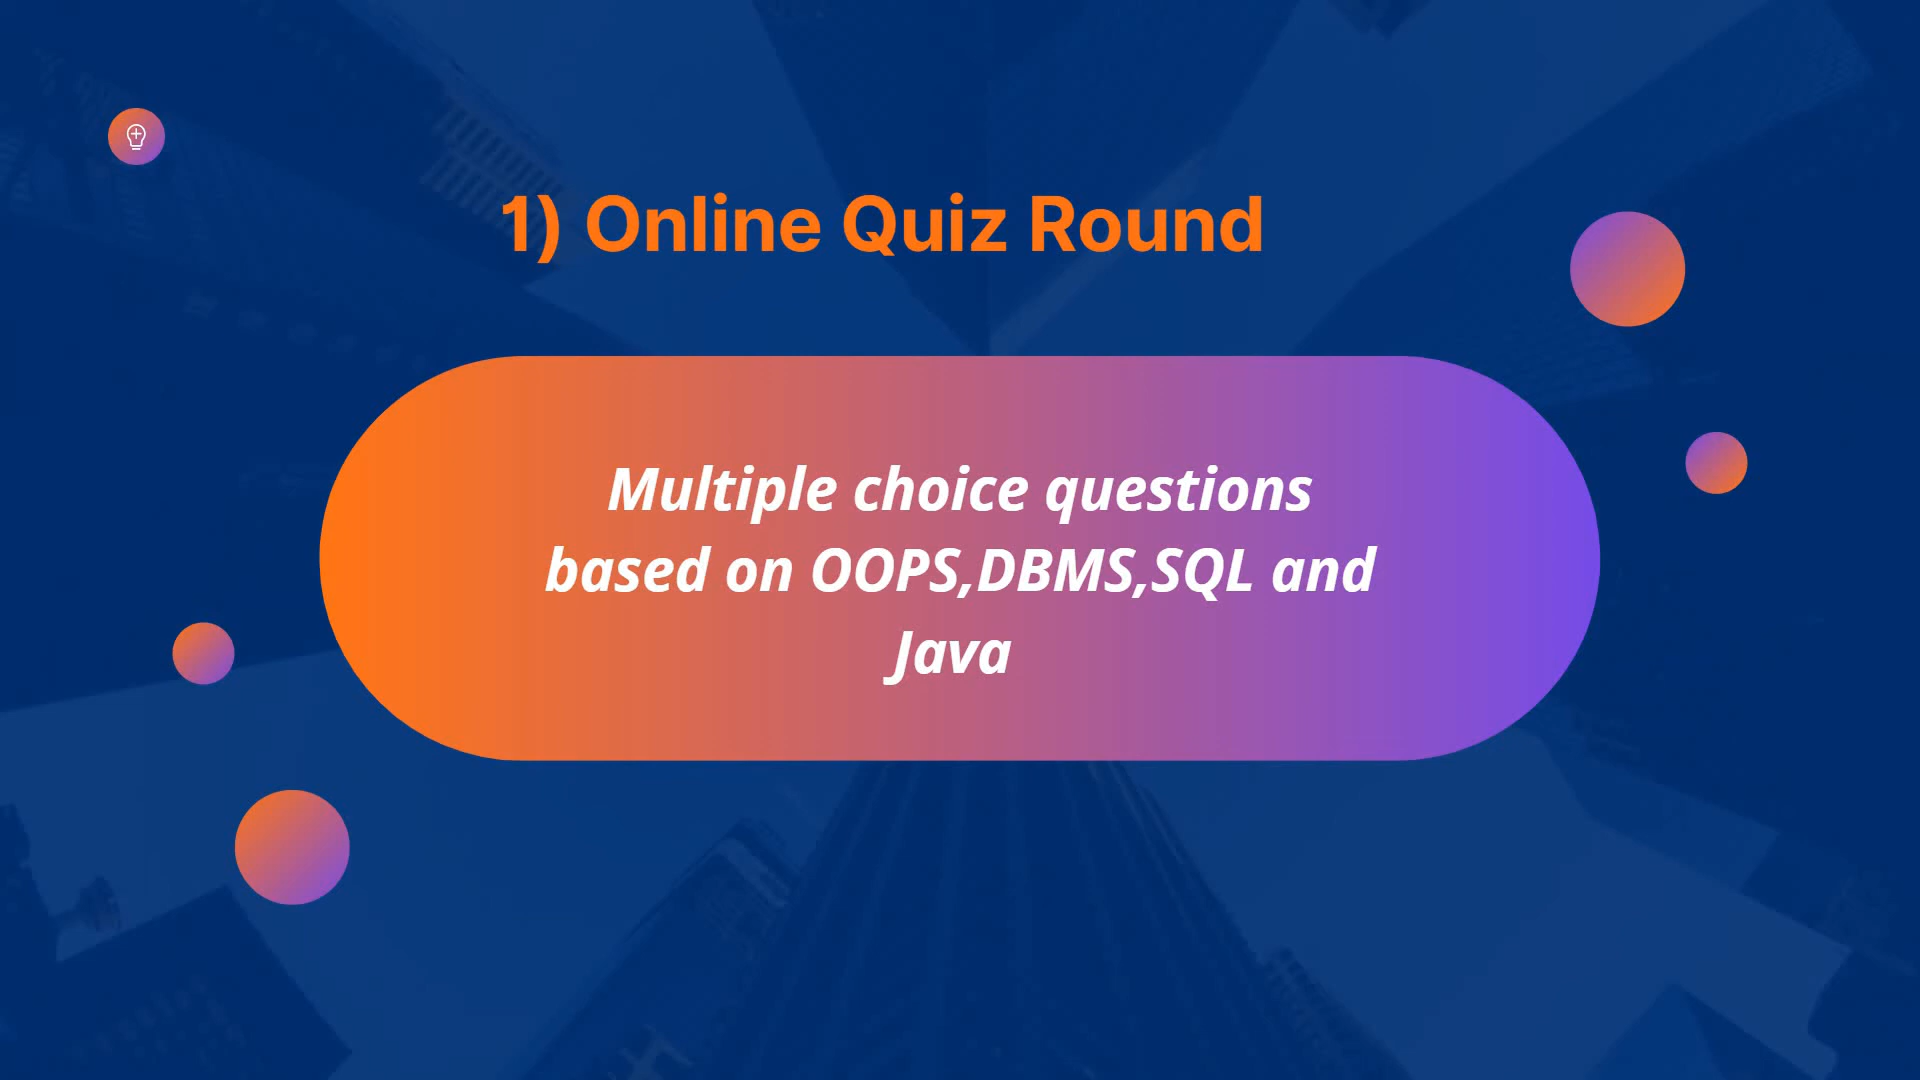 1) Online Quiz Round
Multiple choice questions
based on OOPS,DBMS,SQL and
Java